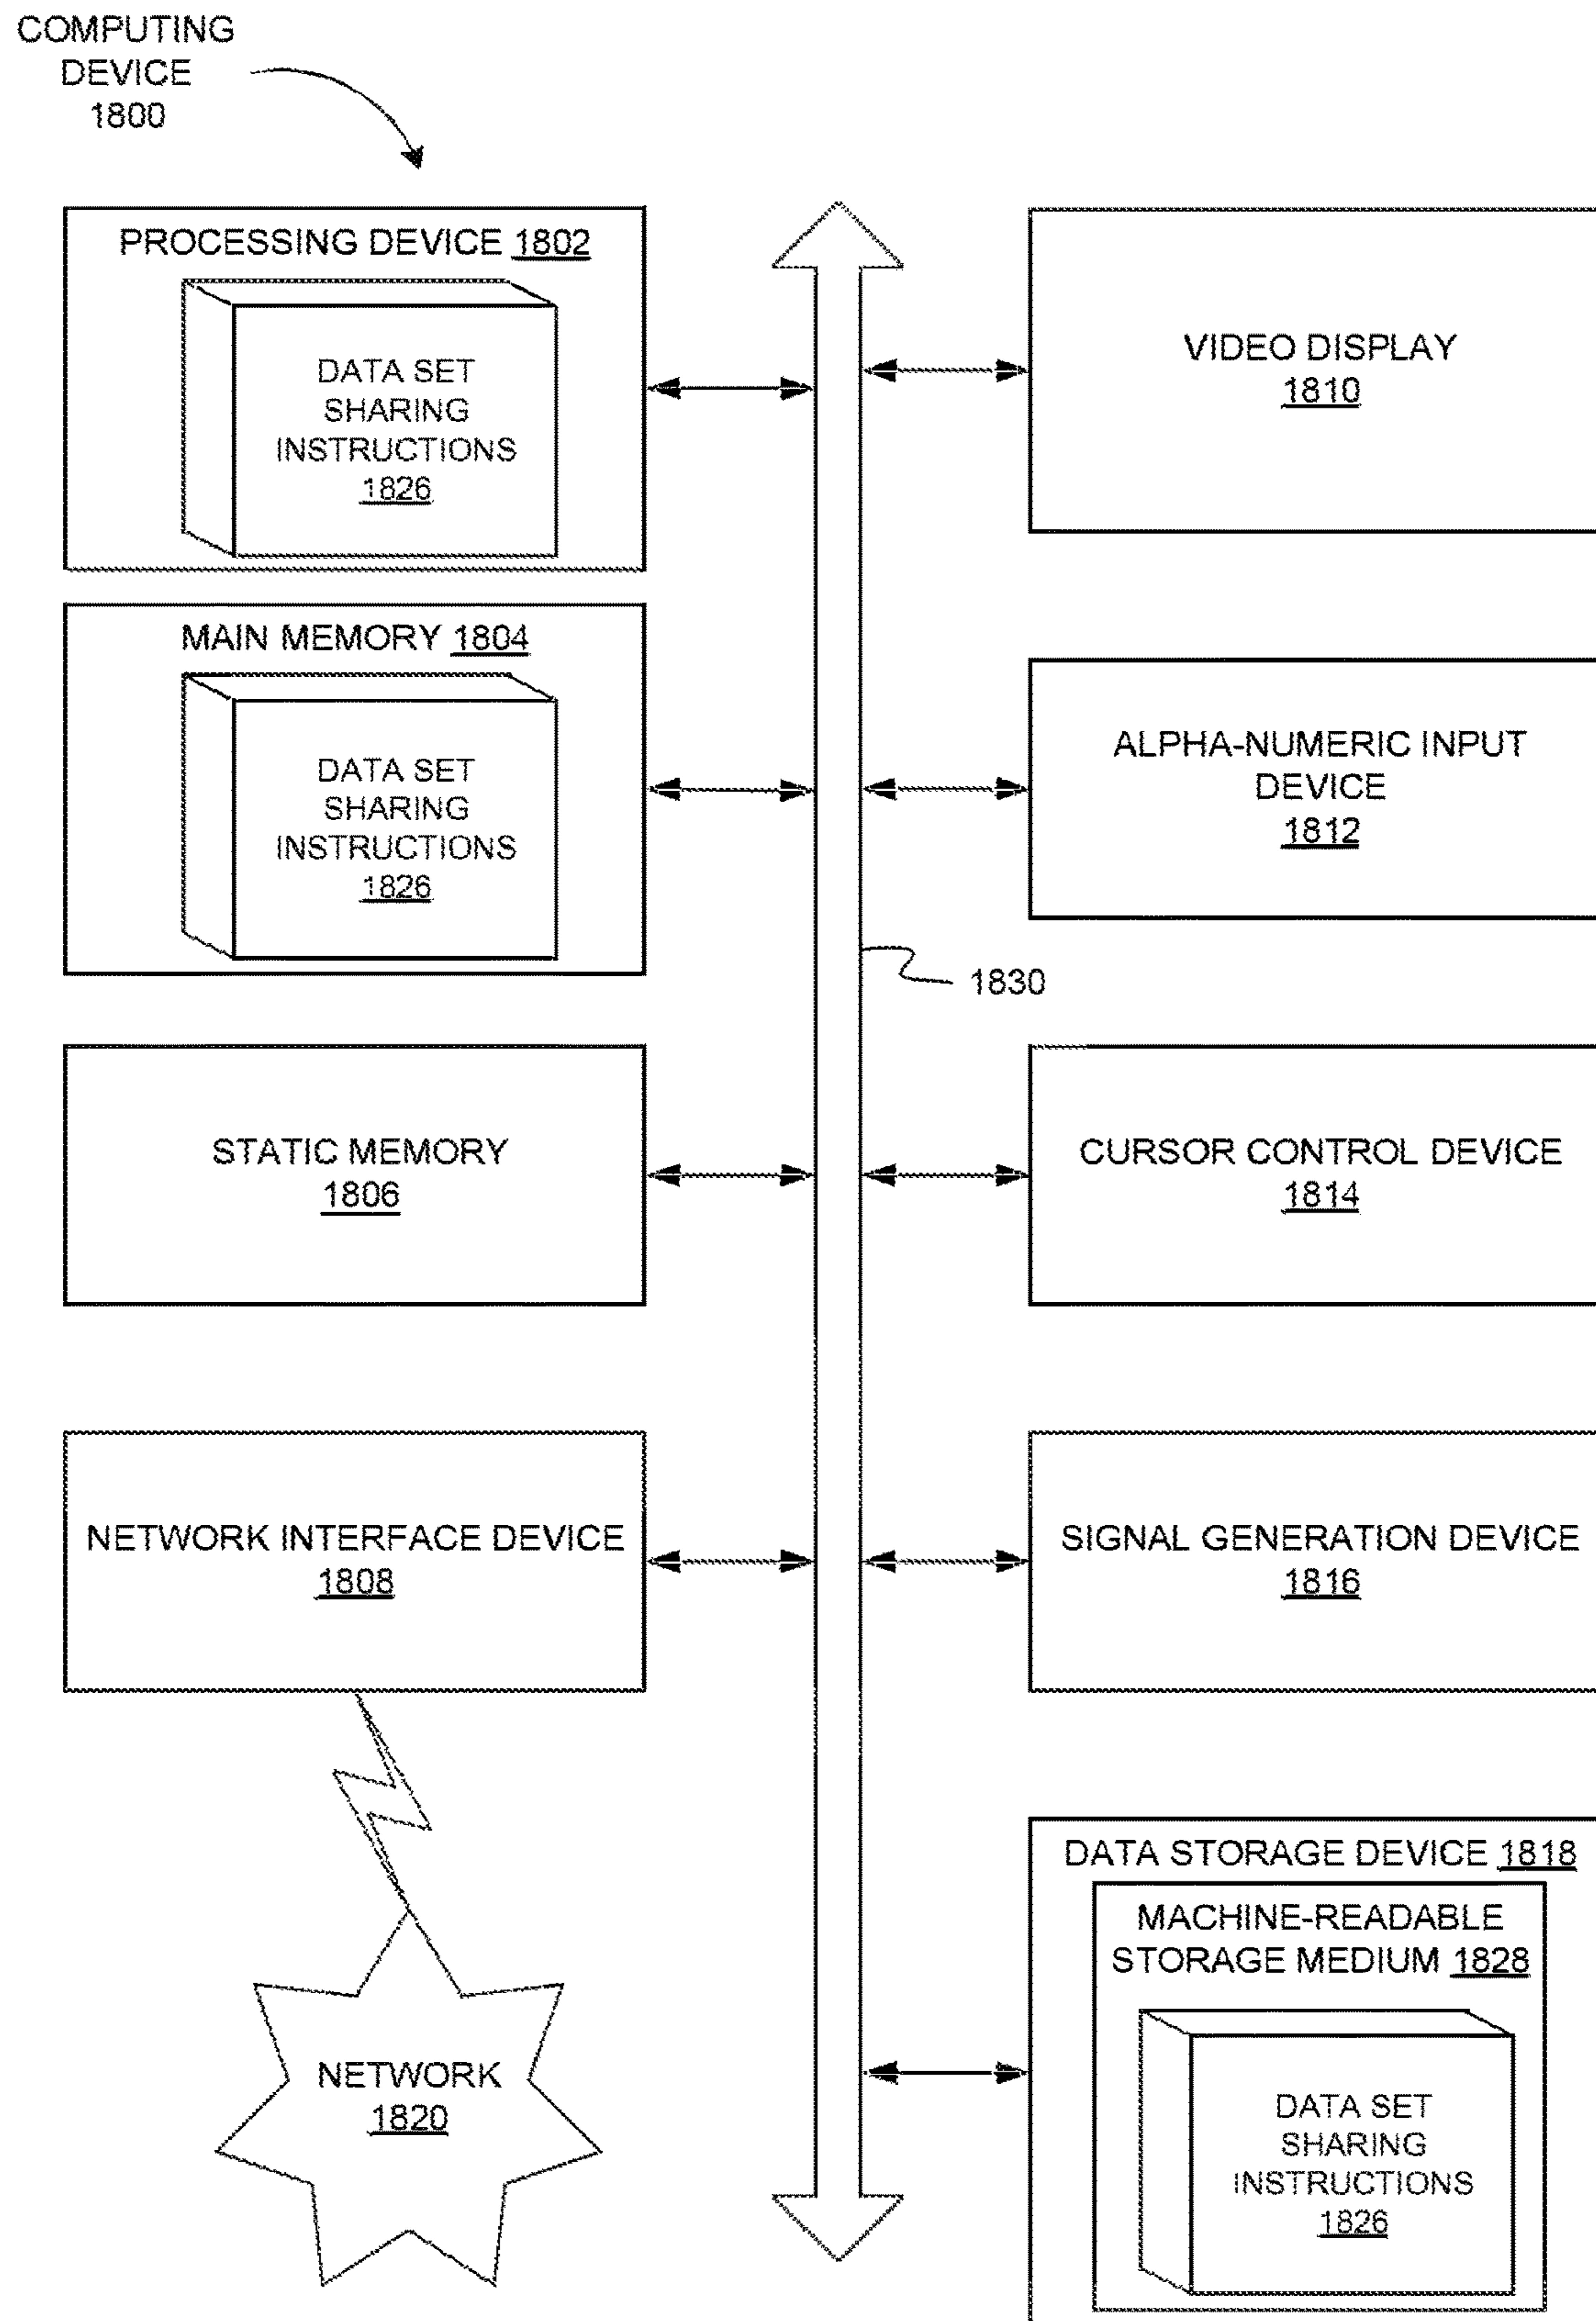 COMPUTING
DEVICE
1800
PROCESSING DEVICE 1802
DATA SET
SHARING
INSTRUCTIONS
1826
MAIN MEMORY 1804
DATA SET
SHARING
INSTRUCTIONS
1826
STATIC MEMORY
1806
NETWORK INTERFACE DEVICE
1808
NETWORK
1820
1830
VIDEO DISPLAY
1810
ALPHA-NUMERIC INPUT
DEVICE
1812
CURSOR CONTROL DEVICE
1814
SIGNAL GENERATION DEVICE
1816
DATA STORAGE DEVICE 1818
MACHINE-READABLE
STORAGE MEDIUM 1828
DATA SET
SHARING
INSTRUCTIONS
1826